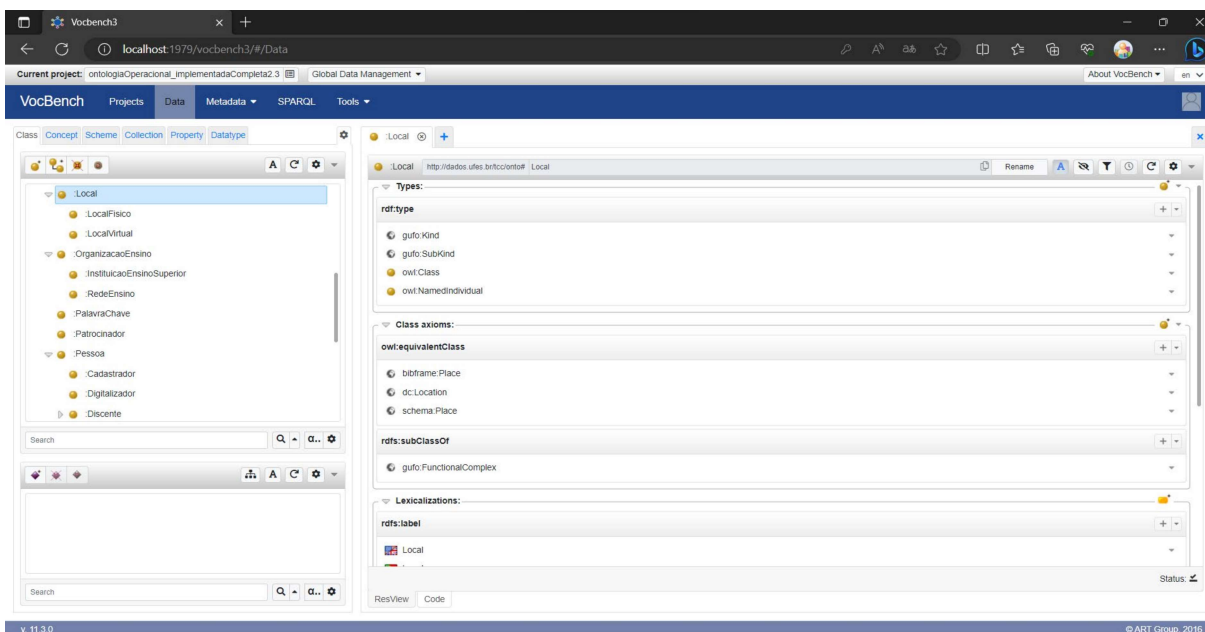 Vocbench3
localhost:1979/vocbench3/#/Data
Current project: ontologiaOperacional_implementadaCompleta2.3 Global Data Management About VocBench en
VocBench Projects Data Metadata SPARQL Tools
Class Concept Scheme Collection Property Datatype
:Local
:LocalFisico
:LocalVirtual
:OrganizacaoEnsino
:InstituicaoEnsinoSuperior
:RedeEnsino
:PalavraChave
:Patrocinador
:Pessoa
:Cadastrador
:Digitalizador
:Discente
Search α..
Search α..
:Local
:Local http://dados.ufes.br/tcc/onto# Local Rename
Types:
rdf:type
gufo:Kind
gufo:SubKind
owl:Class
owl:NamedIndividual
Class axioms:
owl:equivalentClass
bibframe:Place
dc:Location
schema:Place
rdfs:subClassOf
gufo:FunctionalComplex
Lexicalizations:
rdfs:label
Local
Status:
ResView Code
v. 11.3.0 © ART Group, 2016